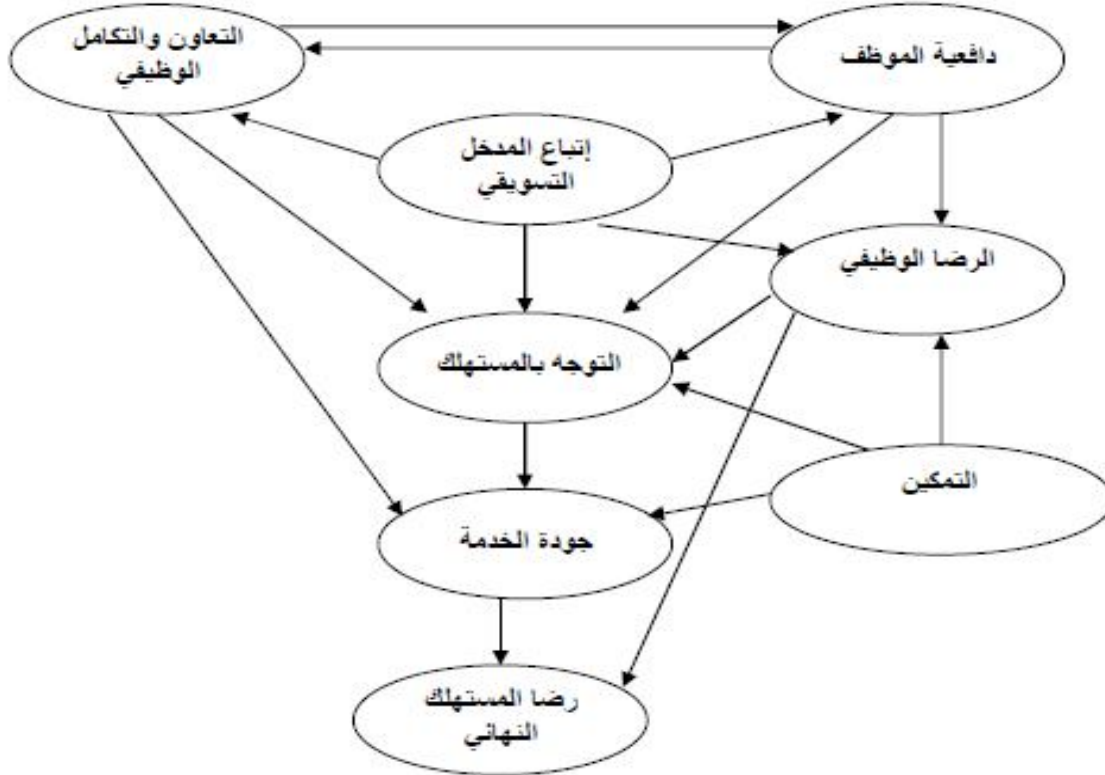 التعاون والتكامل
الوظيفي
دافعية الموظف
إتباع المدخل
التسويقي
الرضا الوظيفي
التوجه بالمستهلك
التمكين
جودة الخدمة
رضا المستهلك
النهائي